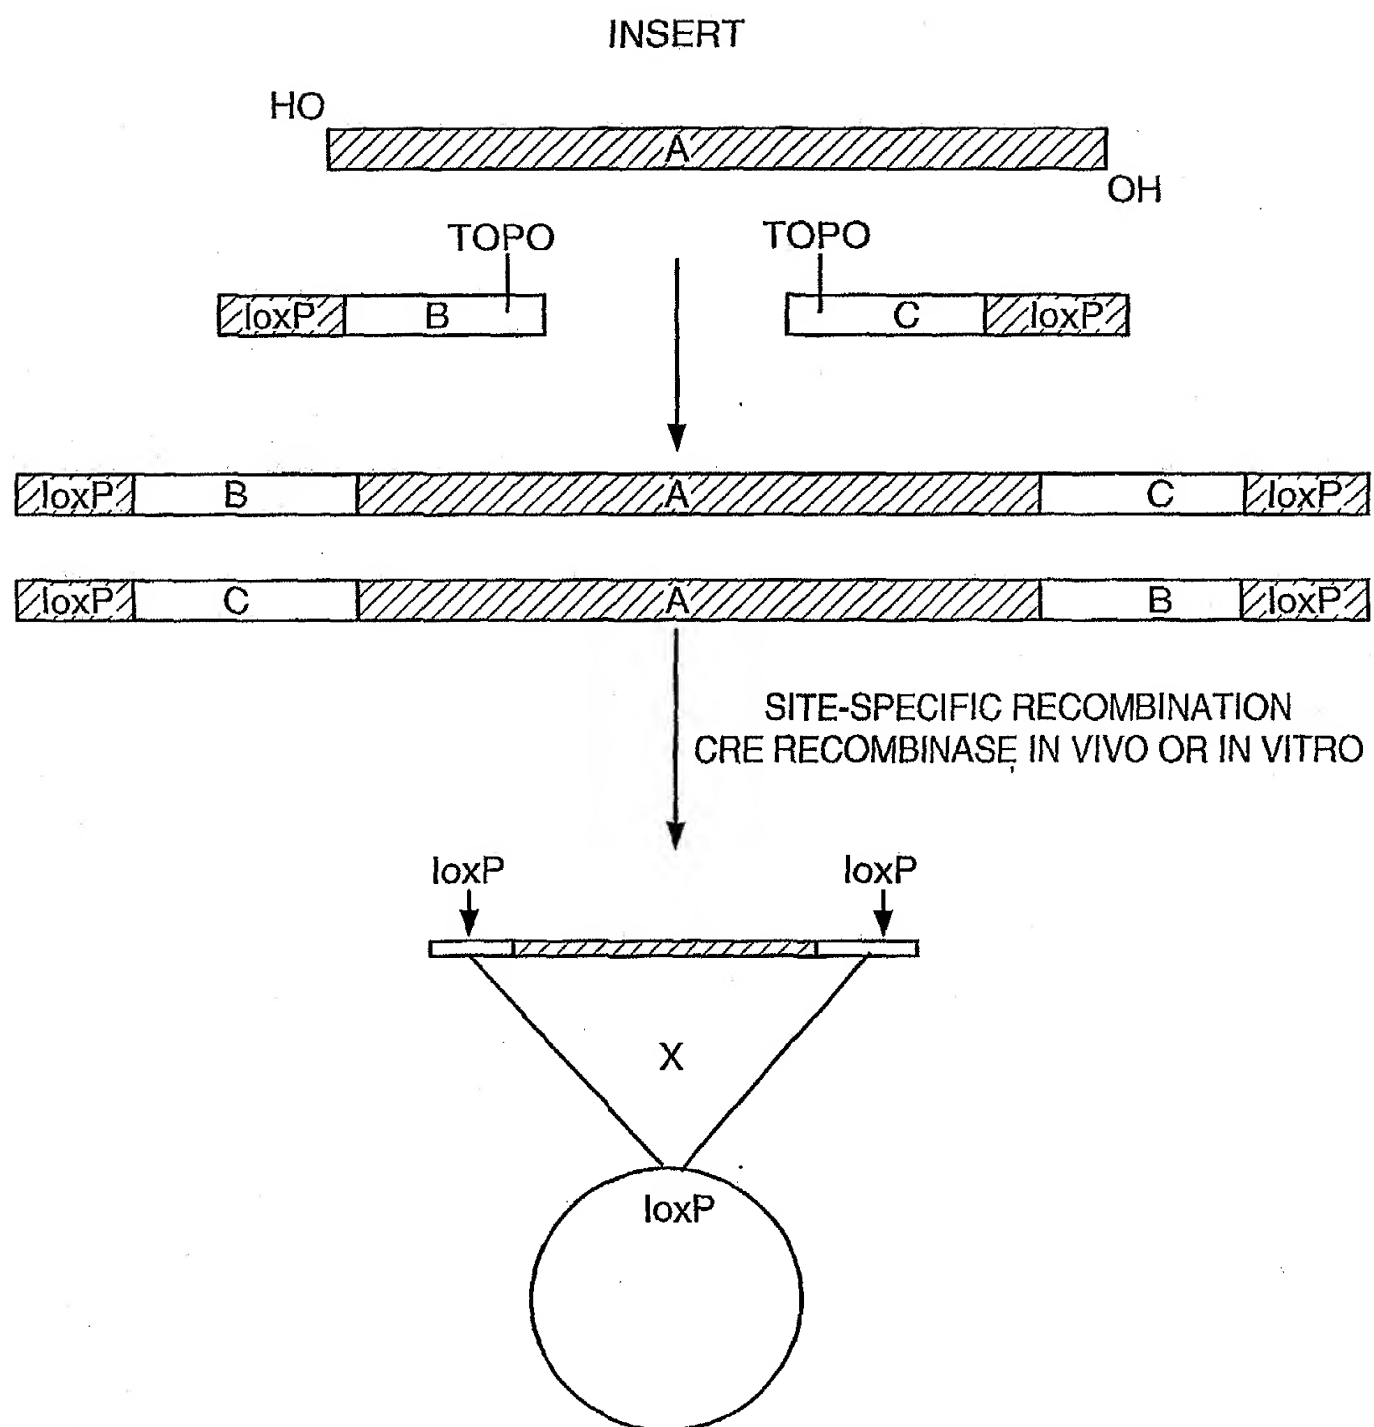 INSERT
HO
A
OH
TOPO
TOPO
loxP
B
C
loxP
loxP
B
A
C
loxP
loxP
C
A
B
loxP
SITE-SPECIFIC RECOMBINATION
CRE RECOMBINASE, IN VIVO OR IN VITRO
loxP
loxP
X
loxP